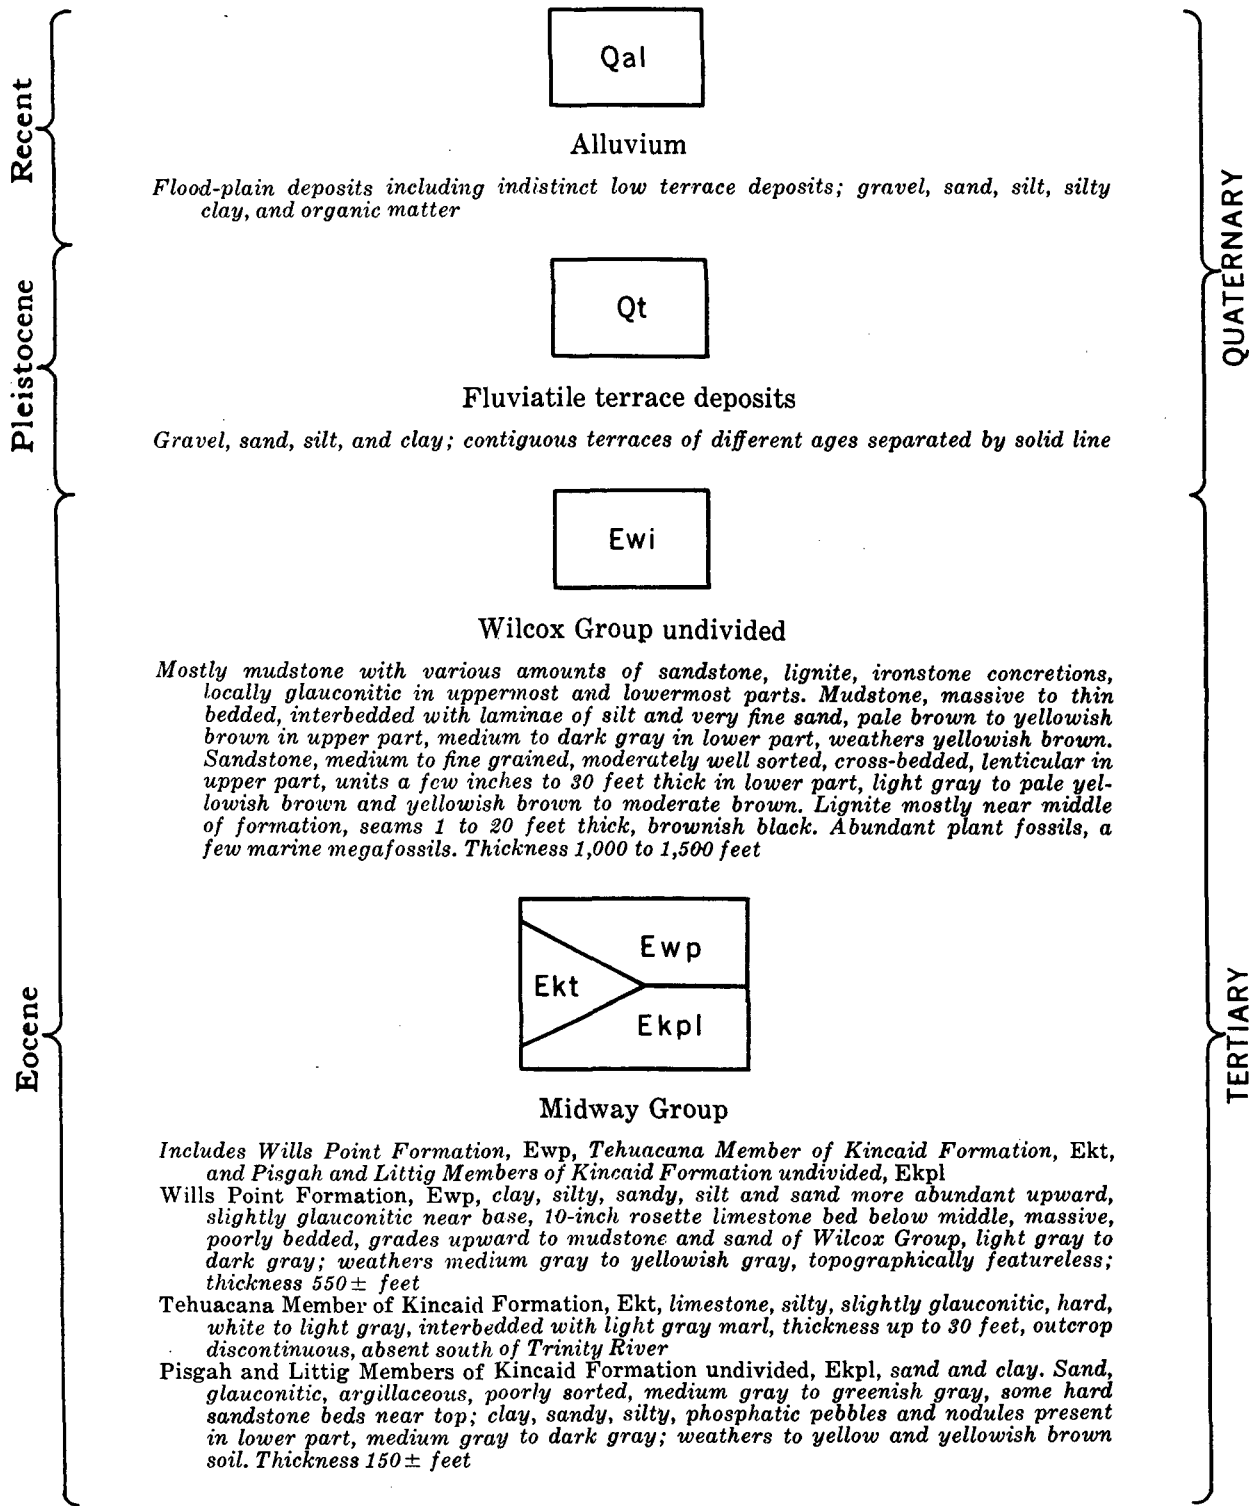 Recent
Qal
Alluvium
Flood-plain deposits including indistinct low terrace deposits; gravel, sand, silt, silty
clay, and organic matter
QUATERNARY
Pleistocene
Qt
Fluviatile terrace deposits
Gravel, sand, silt, and clay; contiguous terraces of different ages separated by solid line
Ewi
Wilcox Group undivided
Mostly mudstone with various amounts of sandstone, lignite, ironstone concretions,
locally glauconitic in uppermost and lowermost parts. Mudstone, massive to thin
bedded, interbedded with laminae of silt and very fine sand, pale brown to yellowish
brown in upper part, medium to dark gray in lower part, weathers yellowish brown.
Sandstone, medium to fine grained, moderately well sorted, cross-bedded, lenticular in
upper part, units a few inches to 30 feet thick in lower part, light gray to pale yel-
lowish brown and yellowish brown to moderate brown. Lignite mostly near middle
of formation, seams 1 to 20 feet thick, brownish black. Abundant plant fossils, a
few marine megafossils. Thickness 1,000 to 1,500 feet
Eocene
Ewp
Ekt
Ekpl
TERTIARY
Midway Group
Includes Wills Point Formation, Ewp, Tehuacana Member of Kincaid Formation, Ekt,
and Pisgah and Littig Members of Kincaid Formation undivided, Ekpl
Wills Point Formation, Ewp, clay, silty, sandy, silt and sand more abundant upward,
slightly glauconitic near base, 10-inch rosette limestone bed below middle, massive,
poorly bedded, grades upward to mudstone and sand of Wilcox Group, light gray to
dark gray; weathers medium gray to yellowish gray, topographically featureless;
thickness 550± feet
Tehuacana Member of Kincaid Formation, Ekt, limestone, silty, slightly glauconitic, hard,
white to light gray, interbedded with light gray marl, thickness up to 30 feet, outcrop
discontinuous, absent south of Trinity River
Pisgah and Littig Members of Kincaid Formation undivided, Ekpl, sand and clay. Sand,
glauconitic, argillaceous, poorly sorted, medium gray to greenish gray, some hard
sandstone beds near top; clay, sandy, silty, phosphatic pebbles and nodules present
in lower part, medium gray to dark gray; weathers to yellow and yellowish brown
soil. Thickness 150± feet